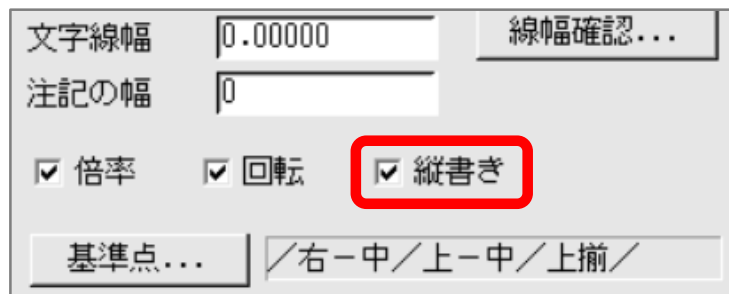 文字線幅 0.00000 線幅確認...
注記の幅 0
倍率 回転 縦書き
基準点... /右-中/上-中/上揃/